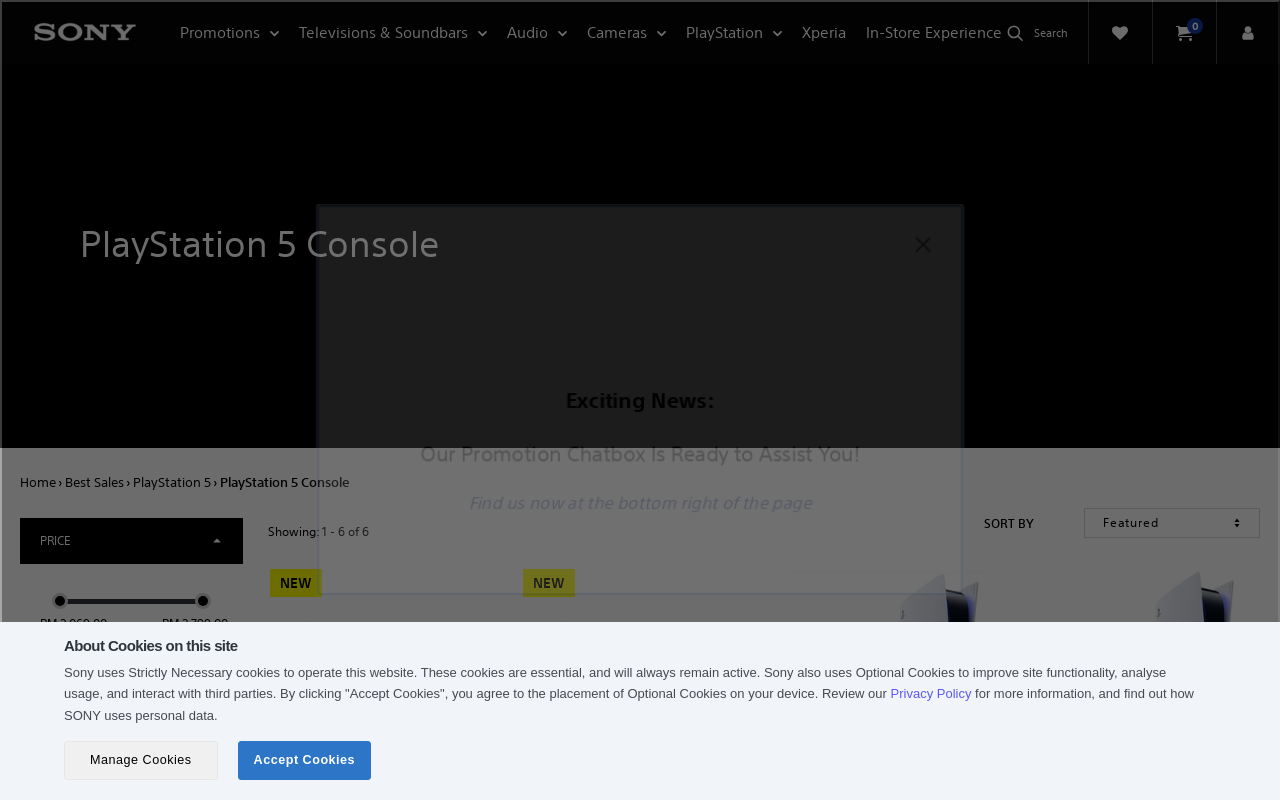 SONY
Promotions
Televisions & Soundbars
Audio
Cameras
PlayStation
Xperia
In-Store Experience
Search
0
PlayStation 5 Console
Exciting News:
Our Promotion Chatbox Is Ready to Assist You!
Find us now at the bottom right of the page
Home › Best Sales › PlayStation 5 › PlayStation 5 Console
PRICE
Showing: 1 - 6 of 6
SORT BY
Featured
NEW
NEW
About Cookies on this site
Sony uses Strictly Necessary cookies to operate this website. These cookies are essential, and will always remain active. Sony also uses Optional Cookies to improve site functionality, analyse
usage, and interact with third parties. By clicking "Accept Cookies", you agree to the placement of Optional Cookies on your device. Review our Privacy Policy for more information, and find out how
SONY uses personal data.
Manage Cookies
Accept Cookies